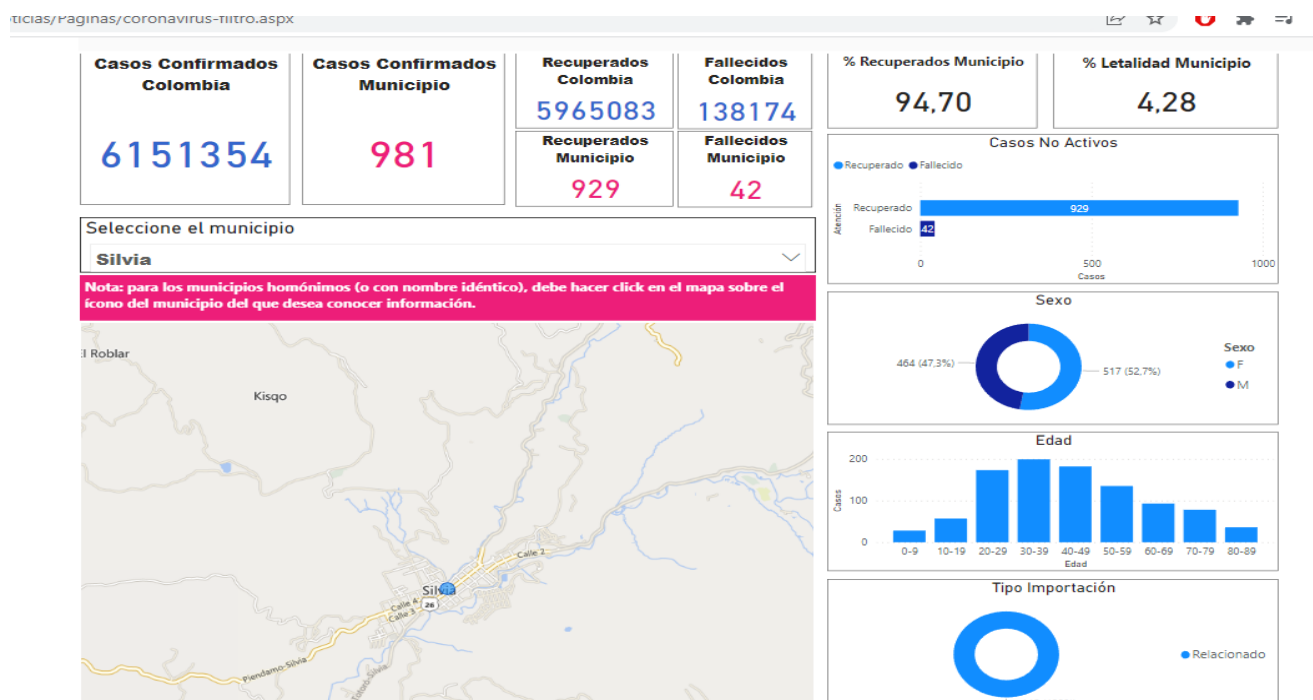 ticias/Paginas/coronavirus-filtro.aspx
Casos Confirmados
Colombia
6151354
Casos Confirmados
Municipio
981
Recuperados
Colombia
5965083
Fallecidos
Colombia
138174
Recuperados
Municipio
929
Fallecidos
Municipio
42
% Recuperados Municipio
94,70
% Letalidad Municipio
4,28
Seleccione el municipio
Silvia
Nota: para los municipios homónimos (o con nombre idéntico), debe hacer click en el mapa sobre el
ícono del municipio del que desea conocer información.
l Roblar
Kisgo
Calle 2
Silvia
Calle 4
26
Calle 3
Piendamo-Silvia
Totoró-Silvia
Casos No Activos
Recuperado Fallecido
Atención
Recuperado
929
Fallecido
42
0 500 1000
Casos
Sexo
464 (47,3%)
517 (52,7%)
Sexo
F
M
Edad
Casos
200
100
0
0-9 10-19 20-29 30-39 40-49 50-59 60-69 70-79 80-89
Edad
Tipo Importación
Relacionado